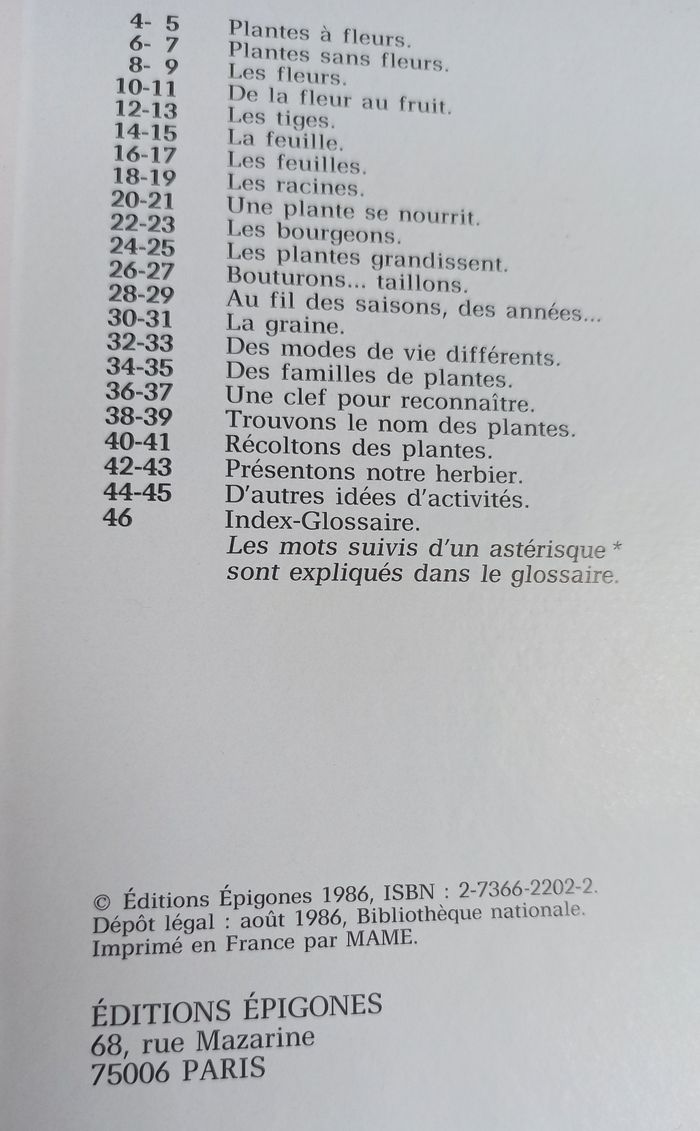 4- 5 Plantes à fleurs.
6- 7 Plantes sans fleurs.
8- 9 Les fleurs.
10-11 De la fleur au fruit.
12-13 Les tiges.
14-15 La feuille.
16-17 Les feuilles.
18-19 Les racines.
20-21 Une plante se nourrit.
22-23 Les bourgeons.
24-25 Les plantes grandissent.
26-27 Bouturons... taillons.
28-29 Au fil des saisons, des années...
30-31 La graine.
32-33 Des modes de vie différents.
34-35 Des familles de plantes.
36-37 Une clef pour reconnaître.
38-39 Trouvons le nom des plantes.
40-41 Récoltons des plantes.
42-43 Présentons notre herbier.
44-45 D'autres idées d'activités.
46 Index-Glossaire.
Les mots suivis d'un astérisque *
sont expliqués dans le glossaire.
© Éditions Épigones 1986, ISBN : 2-7366-2202-2.
Dépôt légal : août 1986, Bibliothèque nationale.
Imprimé en France par MAME.
ÉDITIONS ÉPIGONES
68, rue Mazarine
75006 PARIS